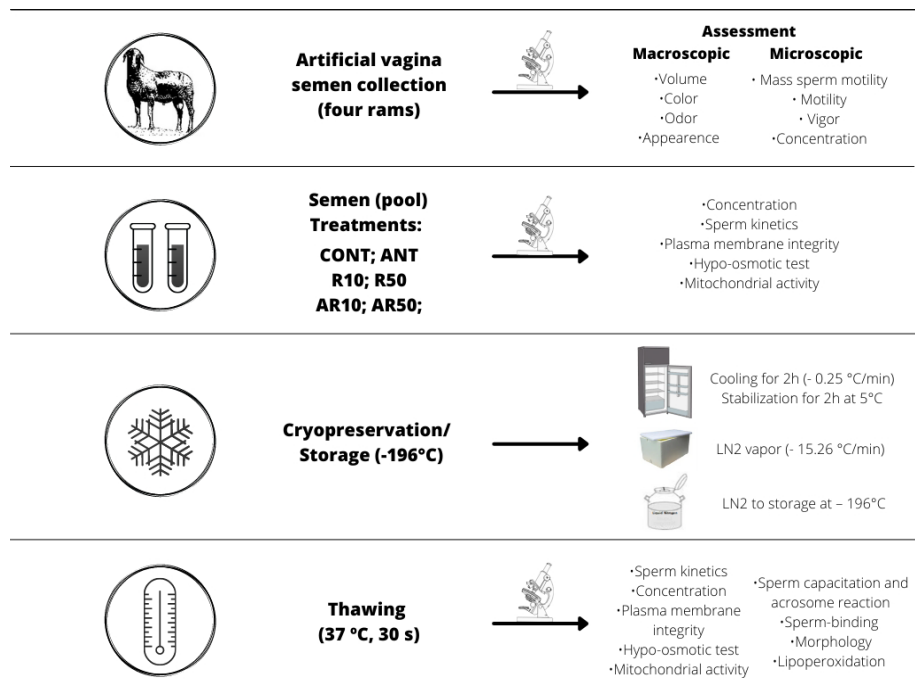 Artificial vagina
semen collection
(four rams)
Assessment
Macroscopic
•Volume
•Color
•Odor
•Appearence
Microscopic
• Mass sperm motility
• Motility
• Vigor
•Concentration
Semen (pool)
Treatments:
CONT; ANT
R10; R50
AR10; AR50;
•Concentration
•Sperm kinetics
•Plasma membrane integrity
•Hypo-osmotic test
•Mitochondrial activity
Cryopreservation/
Storage (-196°C)
Cooling for 2h (- 0.25 °C/min)
Stabilization for 2h at 5°C
LN2 vapor (- 15.26 °C/min)
LN2 to storage at – 196°C
Thawing
(37 °C, 30 s)
•Sperm kinetics
•Concentration
•Plasma membrane
integrity
•Hypo-osmotic test
•Mitochondrial activity
•Sperm capacitation and
acrosome reaction
•Sperm-binding
•Morphology
•Lipoperoxidation